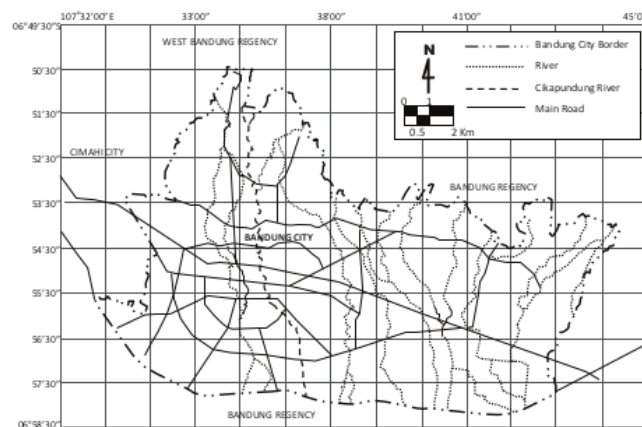 107°32'00" 33'00" 38'00" 41'00" 45'0
06°49'30"S
WEST BANDUNG REGENCY
N
Bandung City Border
River
Cikapundung River
Main Road
0 1
0.5 2 Km
50'30"
51'30"
52'30"
CIMAHI CITY
BANDUNG REGENCY
53'30"
BANDUNG CITY
54'30"
55'30"
56'30"
57'30"
BANDUNG REGENCY
06°58'30"